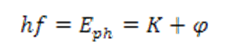 hf = E_ph = K + φ